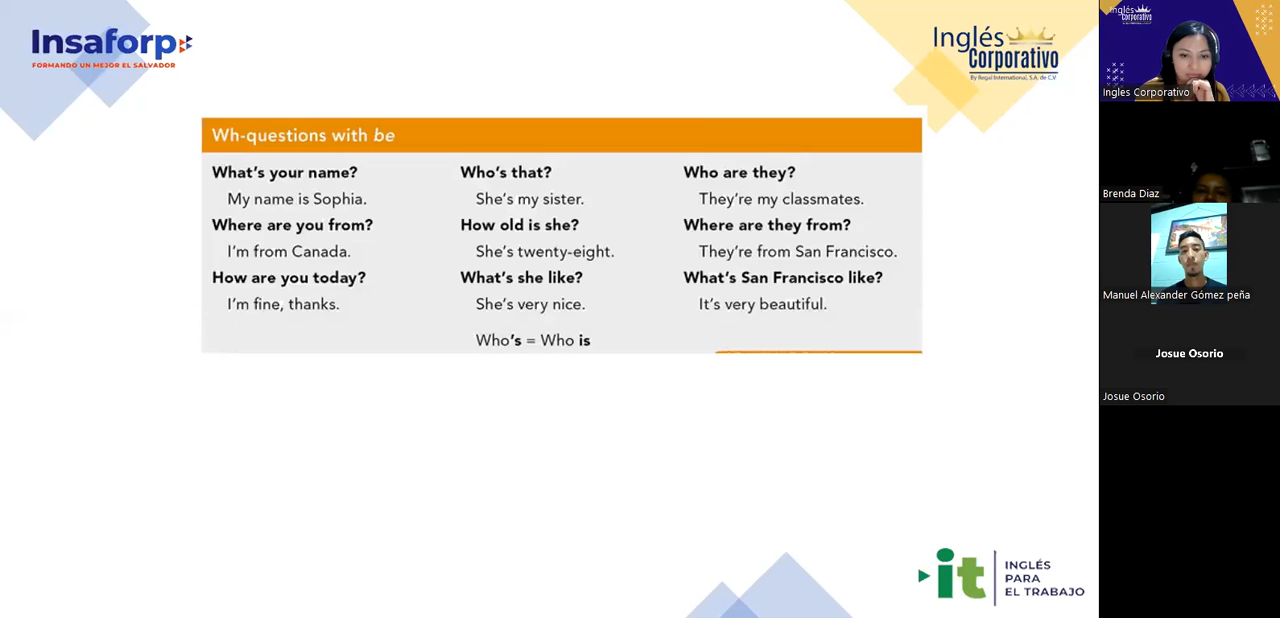 Insaforp
FORMANDO UN MEJOR EL SALVADOR
Inglés
Corporativo
By Regal International, S.A. de C.V
Wh-questions with be
What's your name?
My name is Sophia.
Where are you from?
I'm from Canada.
How are you today?
I'm fine, thanks.
Who's that?
She's my sister.
How old is she?
She's twenty-eight.
What's she like?
She's very nice.
Who's = Who is
Who are they?
They're my classmates.
Where are they from?
They're from San Francisco.
What's San Francisco like?
It's very beautiful.
it
INGLÉS
PARA
EL TRABAJO
Inglés
Corporativo
Ingles Corporativo
Brenda Diaz
Manuel Alexander Gómez peña
Josue Osorio
Josue Osorio